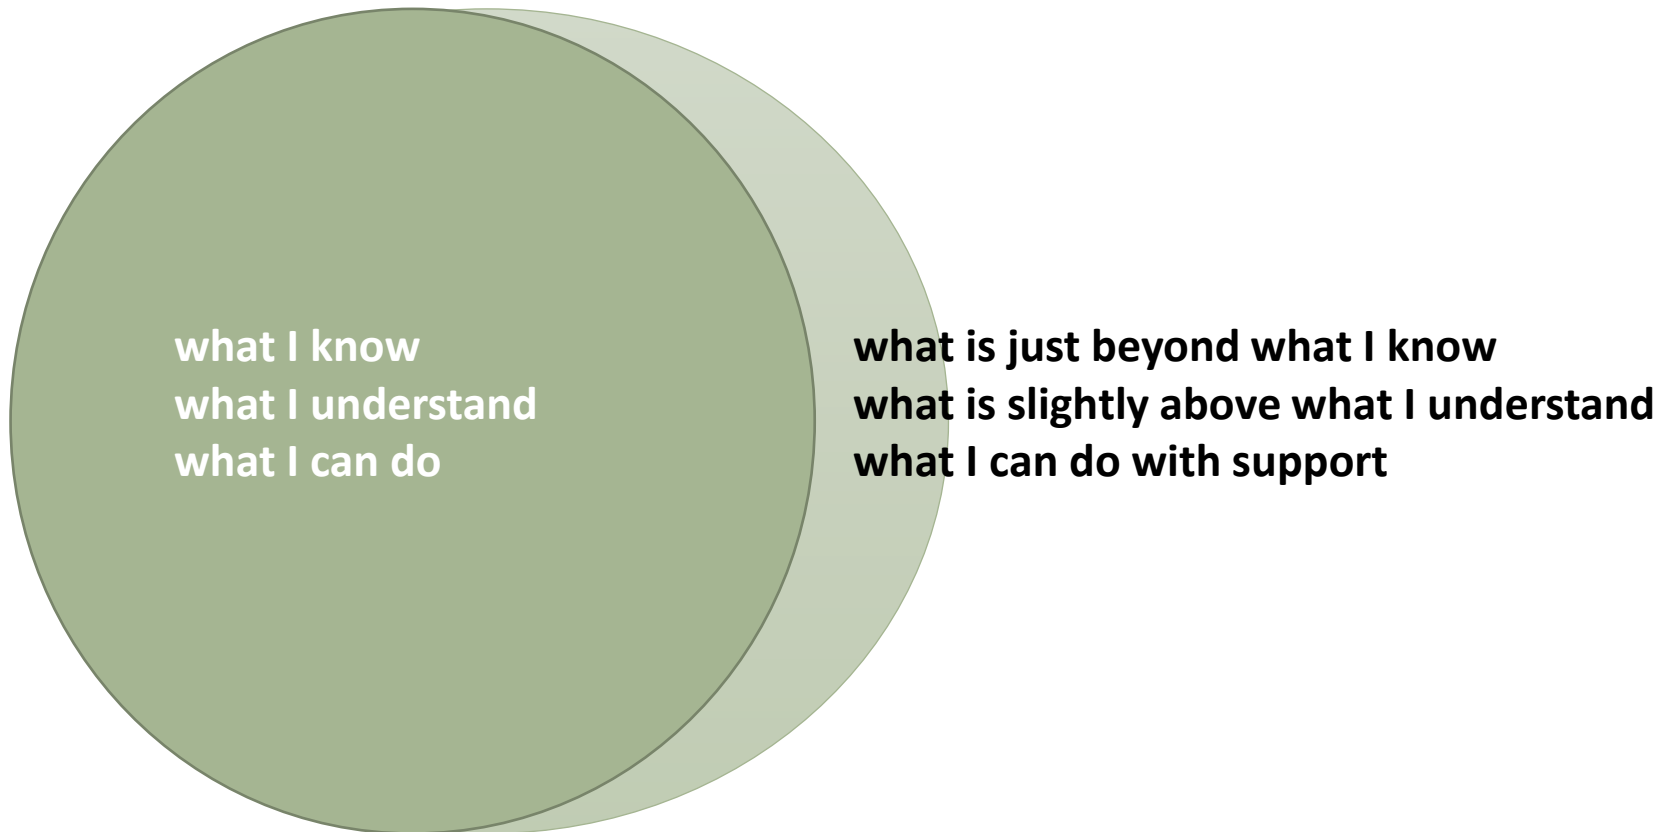 what I know
what I understand
what I can do
what is just beyond what I know
what is slightly above what I understand
what I can do with support